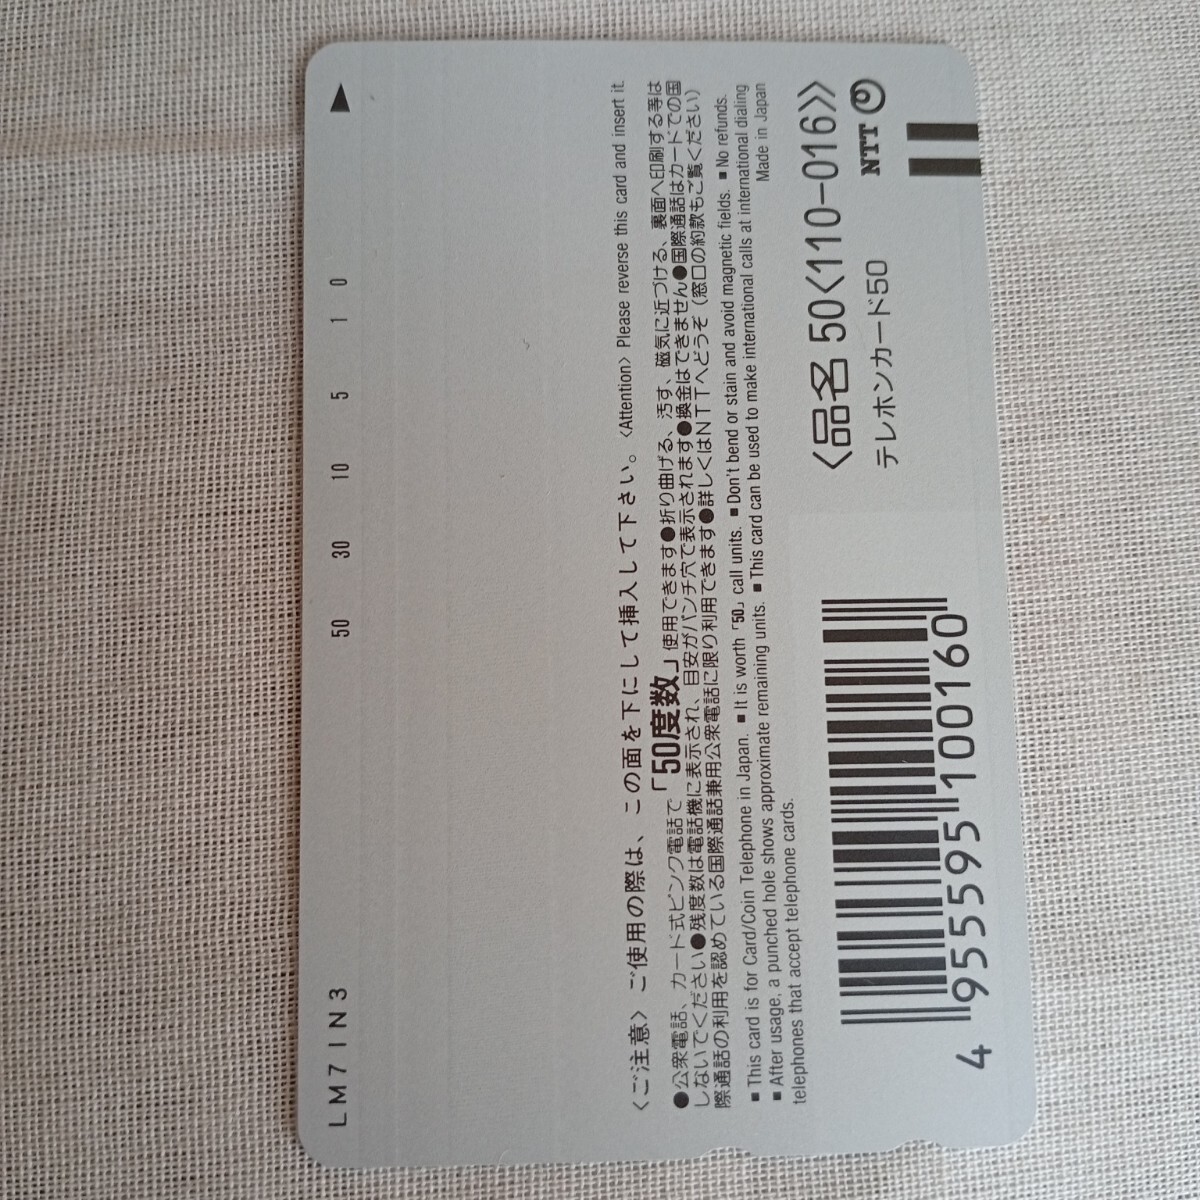 LM7IN3 50 30 10 5 1 0 ▶
〈ご注意〉ご使用の際は、この面を下にして挿入して下さい。〈Attention〉Please reverse this card and insert it.
●公衆電話、カード式ピンク電話で「50度数」使用できます●折り曲げる、汚す、磁気に近づける、裏面へ印刷する等は
しないでください●残度数は電話機に表示され、目安がパンチ穴で表示されます●換金はできません●国際通話はカードでの国
際通話の利用を認めている国際通話兼用公衆電話に限り利用できます●詳しくはNTTへどうぞ（窓口の約款もご覧ください）
■This card is for Card/Coin Telephone in Japan. ■It is worth「50」call units. ■Don't bend or stain and avoid magnetic fields. ■No refunds.
■After usage, a punched hole shows approximate remaining units. ■This card can be used to make international calls at international dialing
telephones that accept telephone cards. Made in Japan
〈品名 50〈110-016〉〉
テレホンカード50
NTT
4 955595 100160